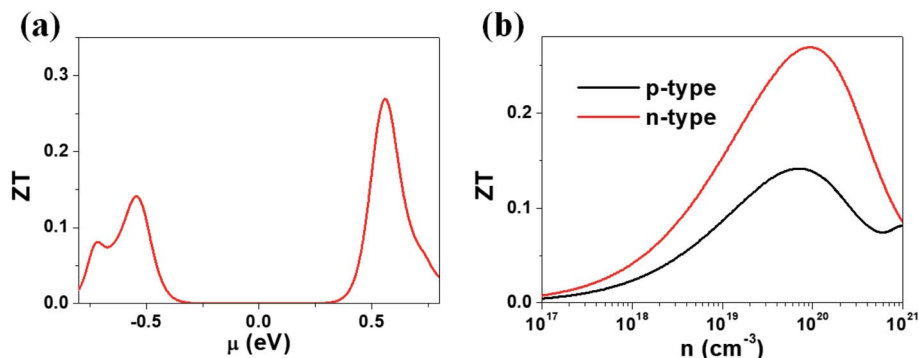 (a)
ZT
0.3
0.2
0.1
0.0
-0.5 0.0 0.5
μ (eV)
(b)
ZT
0.2
0.1
0.0
p-type
n-type
10^17 10^18 10^19 10^20 10^21
n (cm^-3)